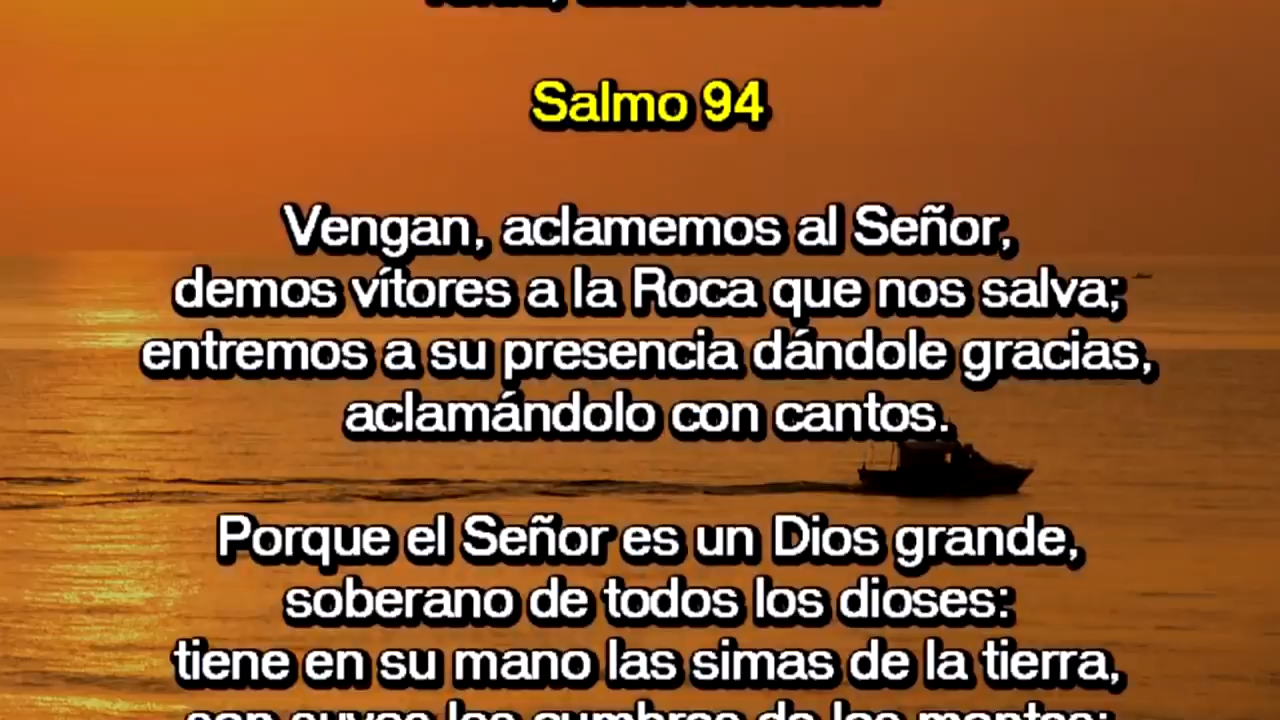 Salmo 94
Vengan, aclamemos al Señor,
demos vítores a la Roca que nos salva;
entremos a su presencia dándole gracias,
aclamándolo con cantos.
Porque el Señor es un Dios grande,
soberano de todos los dioses:
tiene en su mano las simas de la tierra,
son suyas las cumbres de los montes;